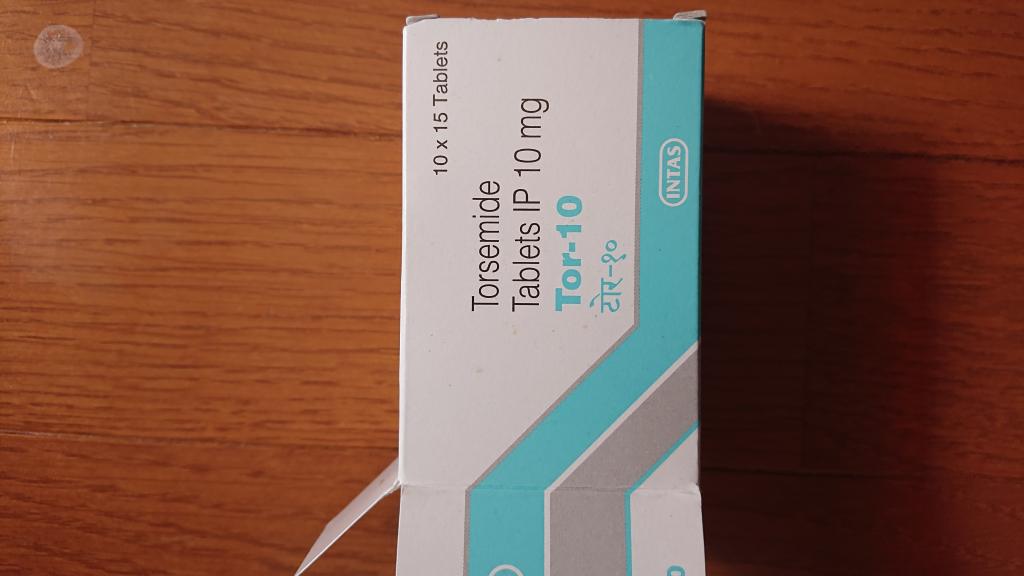 10 x 15 Tablets
Torsemide
Tablets IP 10 mg
Tor-10
टोर-१०
INTAS